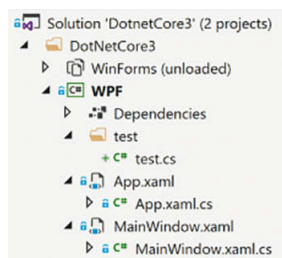 Solution 'DotnetCore3' (2 projects)
DotNetCore3
WinForms (unloaded)
C# WPF
Dependencies
test
+ C# test.cs
App.xaml
C# App.xaml.cs
MainWindow.xaml
C# MainWindow.xaml.cs